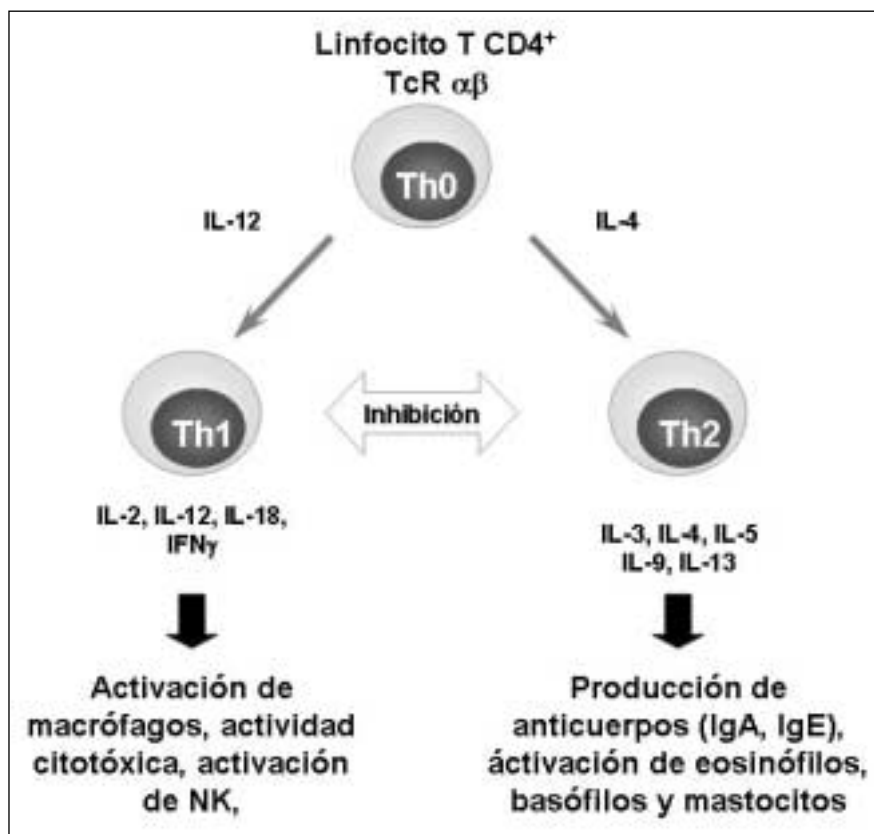 Linfocito T CD4⁺
TcR αβ
Th0
IL-12
IL-4
Th1
Inhibición
Th2
IL-2, IL-12, IL-18,
IFNγ
IL-3, IL-4, IL-5
IL-9, IL-13
Activación de
macrófagos, actividad
citotóxica, activación
de NK,
Producción de
anticuerpos (IgA, IgE),
áctivación de eosinófilos,
basófilos y mastocitos